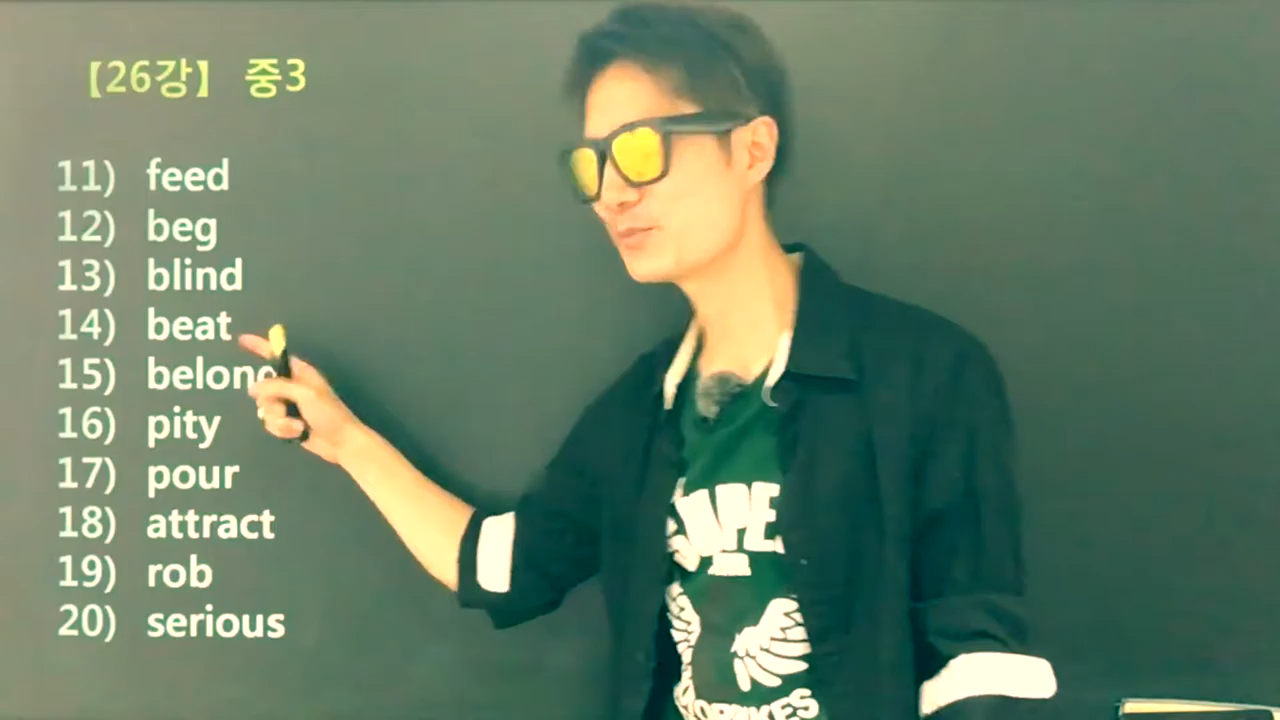 【26강】 중3
11) feed
12) beg
13) blind
14) beat
15) belong
16) pity
17) pour
18) attract
19) rob
20) serious